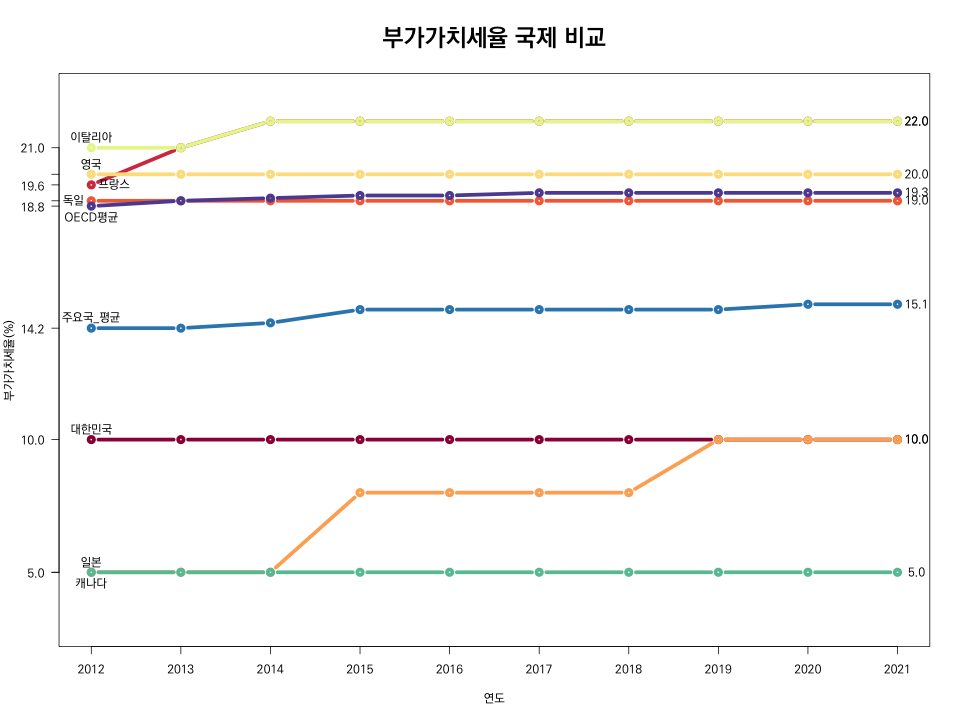 부가가치세율 국제 비교
22.0
이탈리아
21.0
영국
20.0
19.6
프랑스
19.3
독일
19.0
18.8
OECD평균
15.1
주요국_평균
14.2
부가가치세율(%)
대한민국
10.0
10.0
일본
5.0
5.0
캐나다
2012 2013 2014 2015 2016 2017 2018 2019 2020 2021
연도